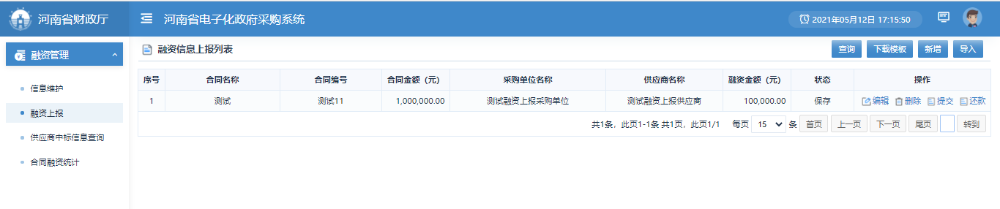 河南省财政厅
河南省电子化政府采购系统
2021年05月12日 17:15:50
融资管理
信息维护
融资上报
供应商中标信息查询
合同融资统计
融资信息上报列表
查询 下载模板 新增 导入
序号 合同名称 合同编号 合同金额（元） 采购单位名称 供应商名称 融资金额（元） 状态 操作
1 测试 测试11 1,000,000.00 测试融资上报采购单位 测试融资上报供应商 100,000.00 保存 编辑 删除 提交 还款
共1条，此页1-1条 共1页，此页1/1 每页 15 条 首页 上一页 下一页 尾页 转到